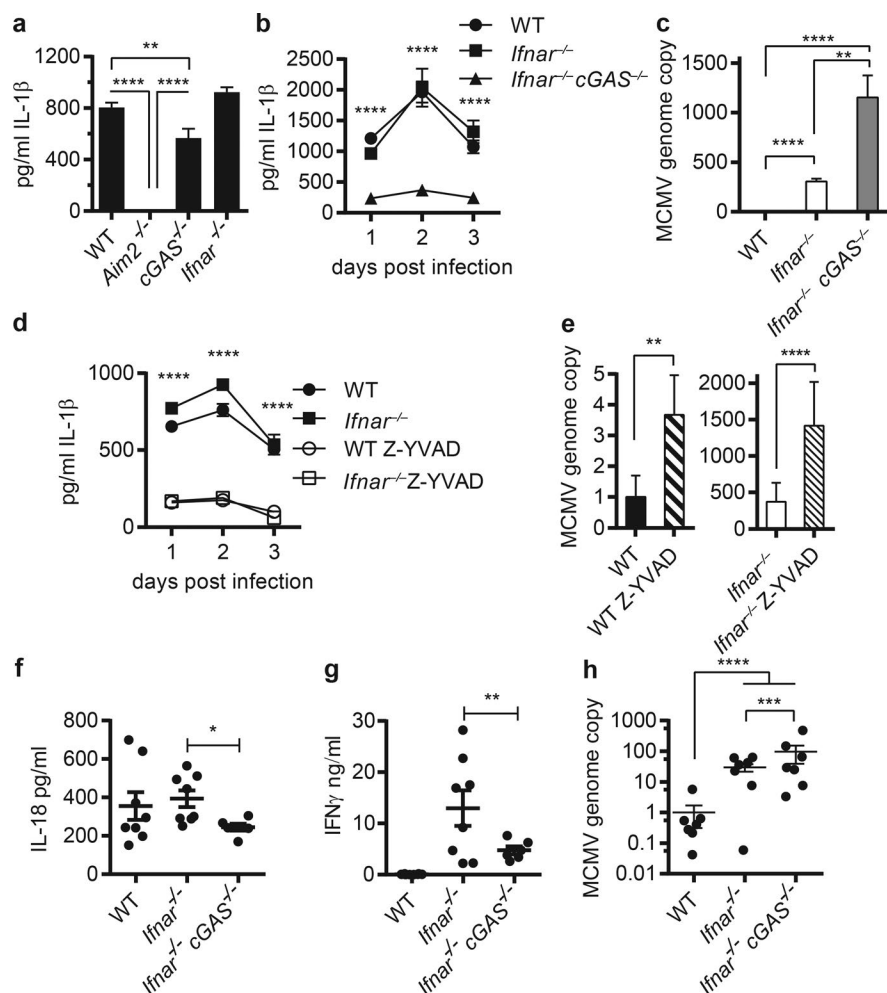 a
pg/ml IL-1β
1200
800
400
0
**
**** ****
WT
Aim2 -/-
cGAS-/-
Ifnar -/-
b
pg/ml IL-1β
2500
2000
1500
1000
500
0
****
****
****
1 2 3
days post infection
WT
Ifnar-/-
Ifnar-/-cGAS-/-
c
MCMV genome copy
1500
1000
500
0
****
**
****
WT
Ifnar-/-
Ifnar-/- cGAS-/-
d
pg/ml IL-1β
1000
500
0
****
****
****
1 2 3
days post infection
WT
Ifnar-/-
WT Z-YVAD
Ifnar-/-Z-YVAD
e
MCMV genome copy
5
4
3
2
1
0
**
WT
WT Z-YVAD
2000
1500
1000
500
0
****
Ifnar-/-
Ifnar-/- Z-YVAD
f
IL-18 pg/ml
800
600
400
200
0
*
WT
Ifnar-/-
Ifnar-/- cGAS-/-
g
IFNγ ng/ml
30
20
10
0
**
WT
Ifnar-/-
Ifnar-/- cGAS-/-
h
MCMV genome copy
1000
100
10
1
0.1
0.01
****
***
WT
Ifnar-/-
Ifnar-/- cGAS-/-